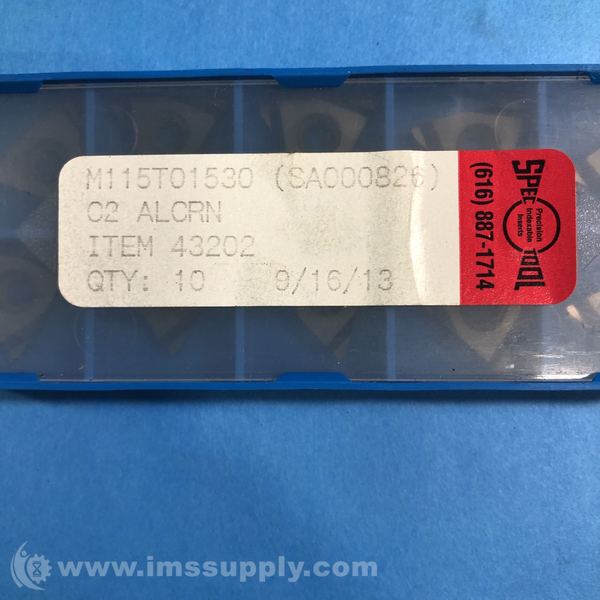 M115T01530 (SA000826)
C2 ALCRN
ITEM 43202
QTY: 10 9/16/13
(616) 887-1714
SPEC TOOL
Precision
Indexable
Inserts
www.imssupply.com